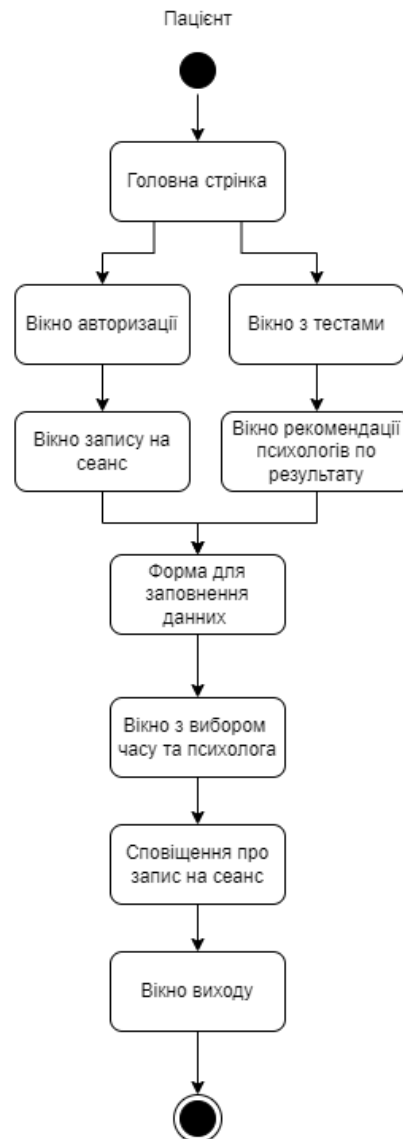 Пацієнт
Головна стрінка
Вікно авторизації
Вікно з тестами
Вікно запису на
сеанс
Вікно рекомендації
психологів по
результату
Форма для
заповнення
данних
Вікно з вибором
часу та психолога
Сповіщення про
запис на сеанс
Вікно виходу